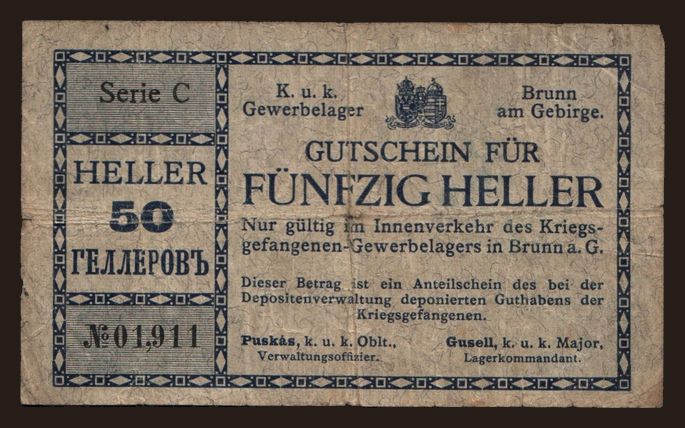 Serie C
HELLER
50
ГЕЛЛЕРОВЪ
№ 01,911
K. u. k.
Gewerbelager
Brunn
am Gebirge.
GUTSCHEIN FÜR
FÜNFZIG HELLER
Nur gültig im Innenverkehr des Kriegs-
gefangenen-Gewerbelagers in Brunn a. G.
Dieser Betrag ist ein Anteilschein des bei der
Depositenverwaltung deponierten Guthabens der
Kriegsgefangenen.
Puskás, k. u. k. Oblt.,
Verwaltungsoffizier.
Gusell, k. u. k. Major,
Lagerkommandant.